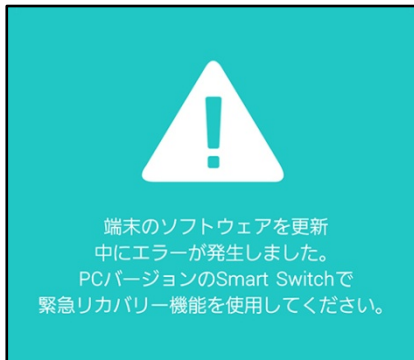 端末のソフトウェアを更新
中にエラーが発生しました。
PCバージョンのSmart Switchで
緊急リカバリー機能を使用してください。